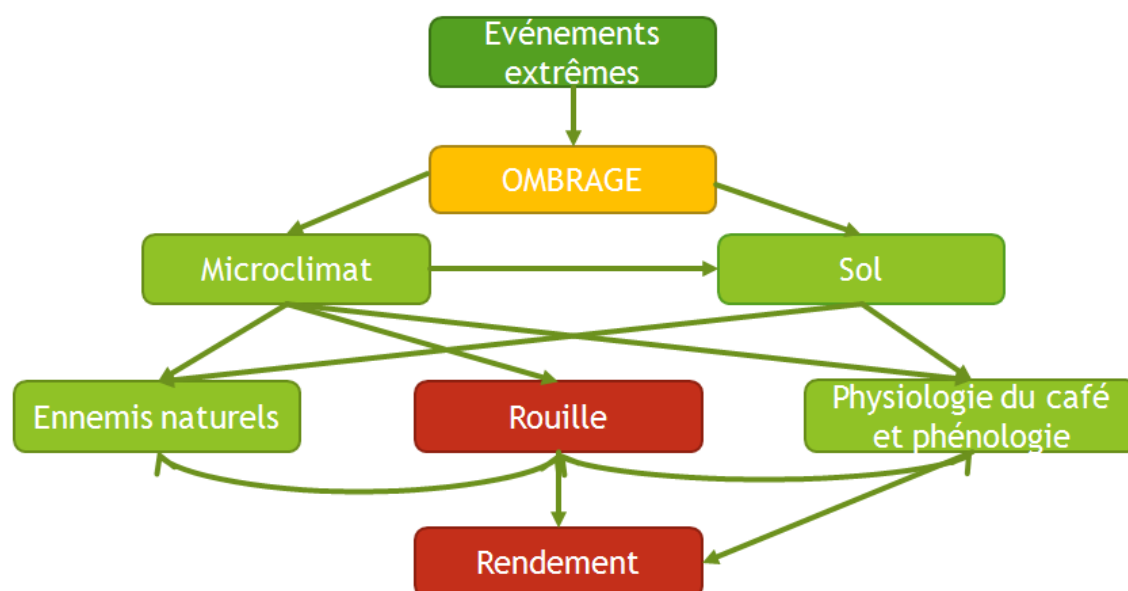 Evénements
extrêmes
OMBRAGE
Microclimat
Sol
Ennemis naturels
Rouille
Physiologie du café
et phénologie
Rendement